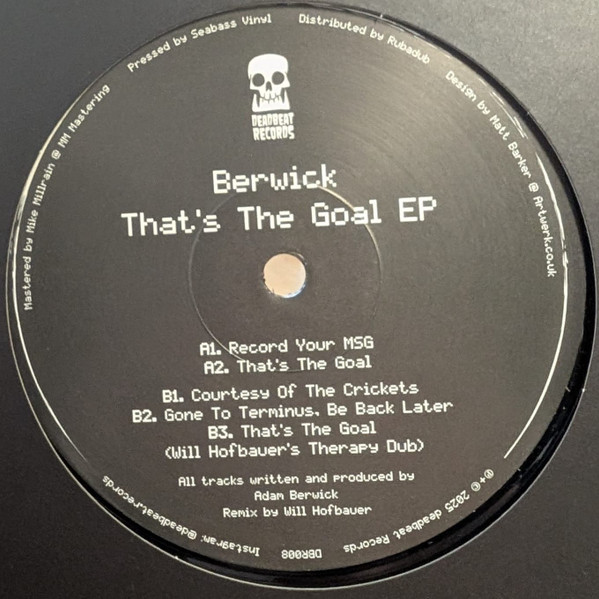 Mastered by Mike Millrain @ MM Mastering
Pressed by Seabass Vinyl
Distributed by Rubadub
Design by Matt Barker @ Artwerk.co.uk
DEADBEAT
RECORDS
Berwick
That's The Goal EP
A1. Record Your MSG
A2. That's The Goal
B1. Courtesy Of The Crickets
B2. Gone To Terminus, Be Back Later
B3. That's The Goal
(Will Hofbauer's Therapy Dub)
All tracks written and produced by
Adam Berwick
Remix by Will Hofbauer
℗+© 2025 deadbeat Records
DBR008
Instagram: @deadbeat-records